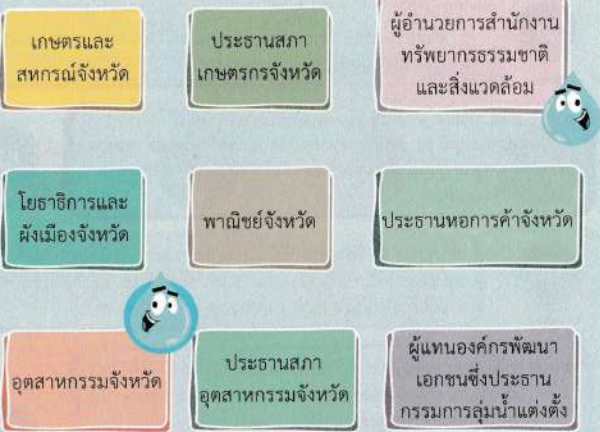 เกษตรและ
สหกรณ์จังหวัด
ประธานสภา
เกษตรกรจังหวัด
ผู้อำนวยการสำนักงาน
ทรัพยากรธรรมชาติ
และสิ่งแวดล้อม
โยธาธิการและ
ผังเมืองจังหวัด
พาณิชย์จังหวัด
ประธานหอการค้าจังหวัด
อุตสาหกรรมจังหวัด
ประธานสภา
อุตสาหกรรมจังหวัด
ผู้แทนองค์กรพัฒนา
เอกชนซึ่งประธาน
กรรมการลุ่มน้ำแต่งตั้ง